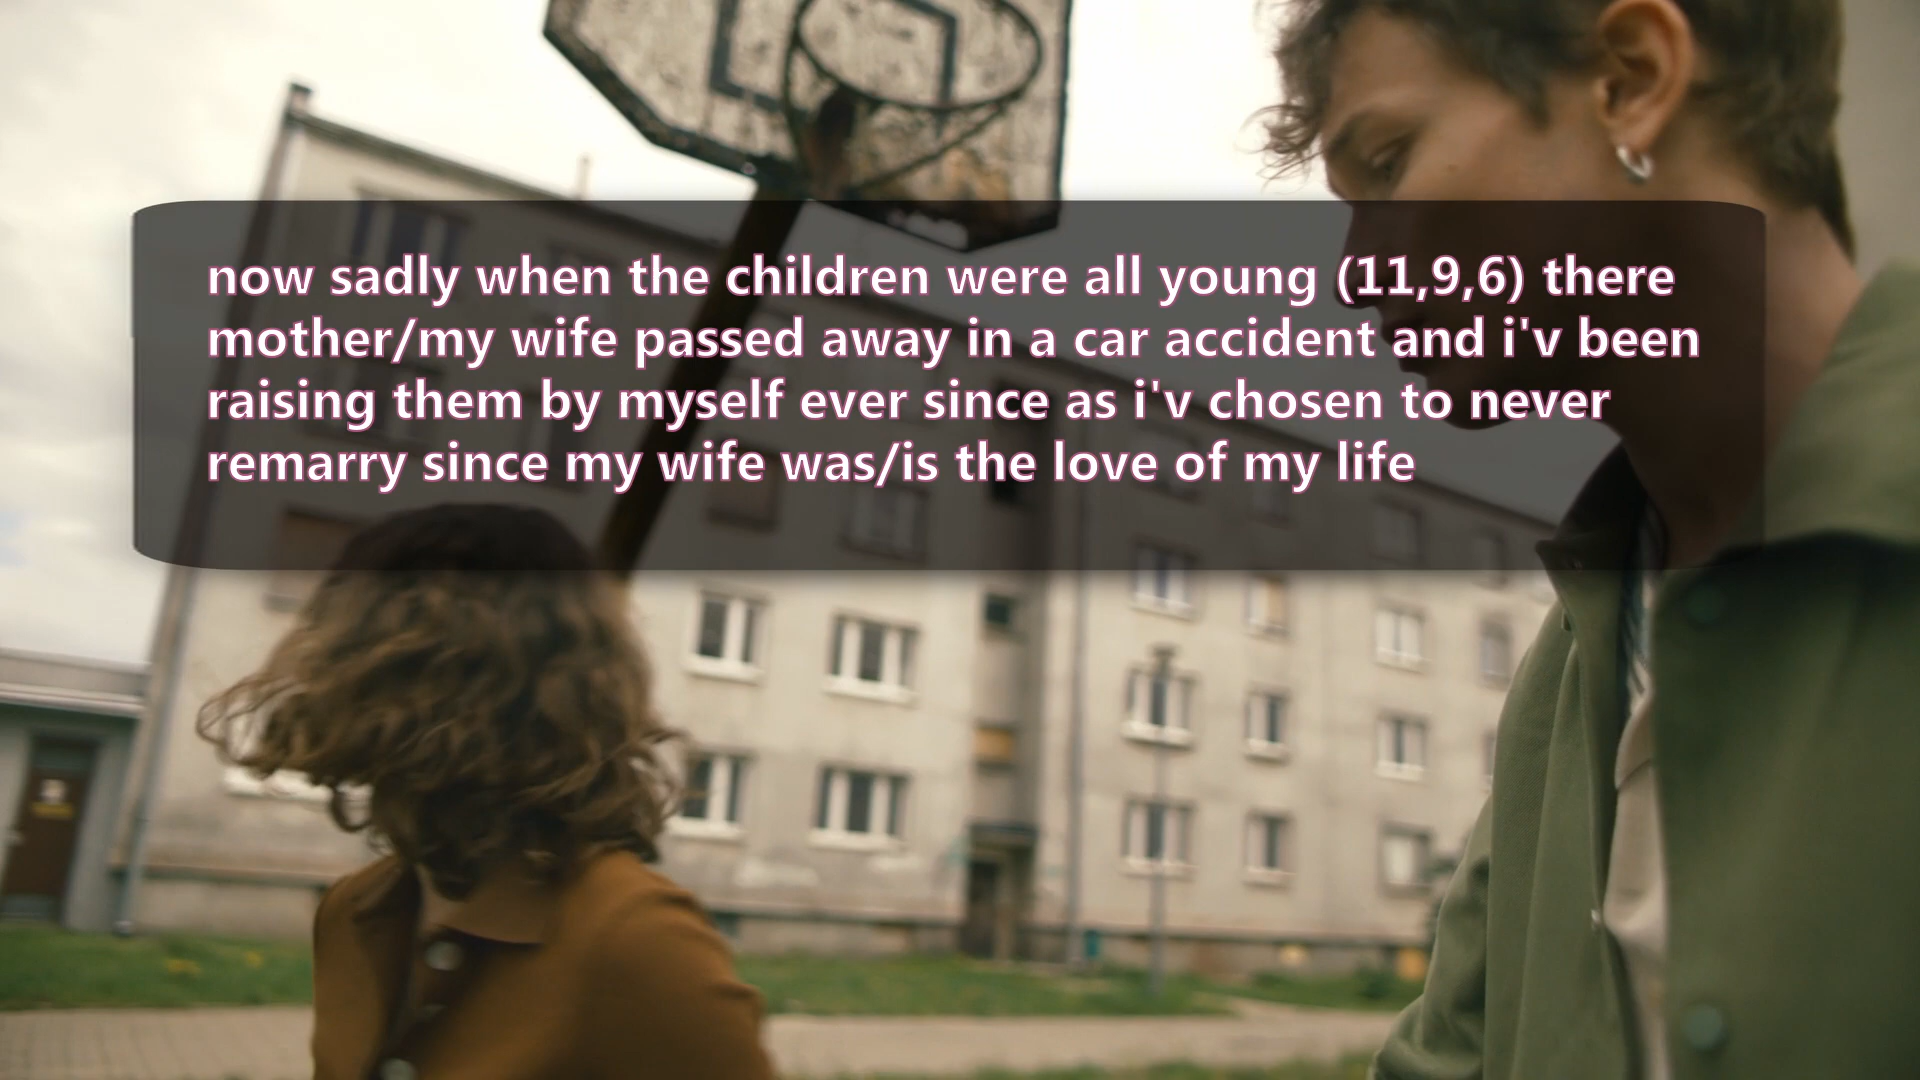 now sadly when the children were all young (11,9,6) there
mother/my wife passed away in a car accident and i'v been
raising them by myself ever since as i'v chosen to never
remarry since my wife was/is the love of my life